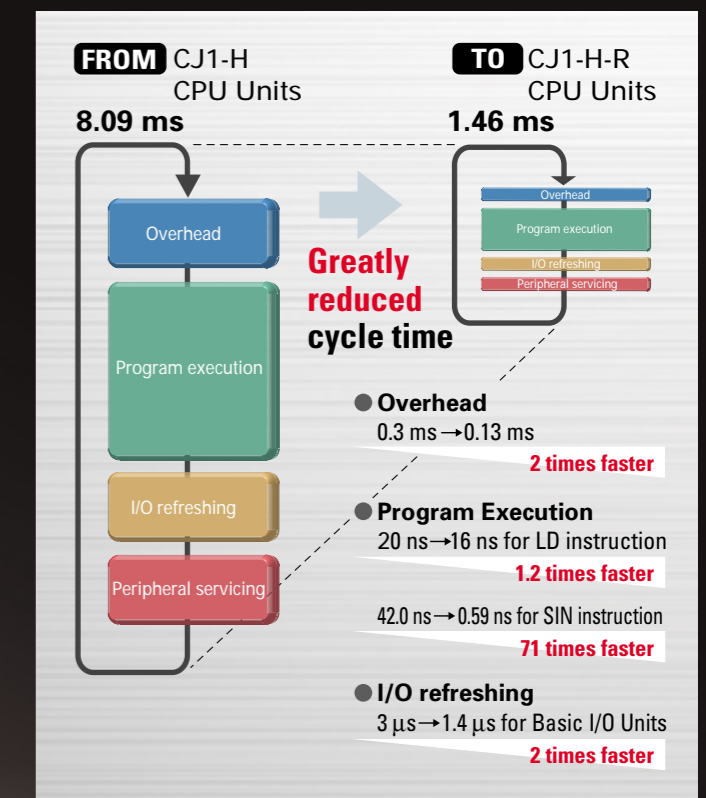 FROM CJ1-H
CPU Units
8.09 ms
TO CJ1-H-R
CPU Units
1.46 ms
Overhead
Program execution
I/O refreshing
Peripheral servicing
Greatly
reduced
cycle time
Overhead
Program execution
I/O refreshing
Peripheral servicing
● Overhead
0.3 ms→0.13 ms
2 times faster
● Program Execution
20 ns→16 ns for LD instruction
1.2 times faster
42.0 ns→0.59 ns for SIN instruction
71 times faster
● I/O refreshing
3 μs→1.4 μs for Basic I/O Units
2 times faster